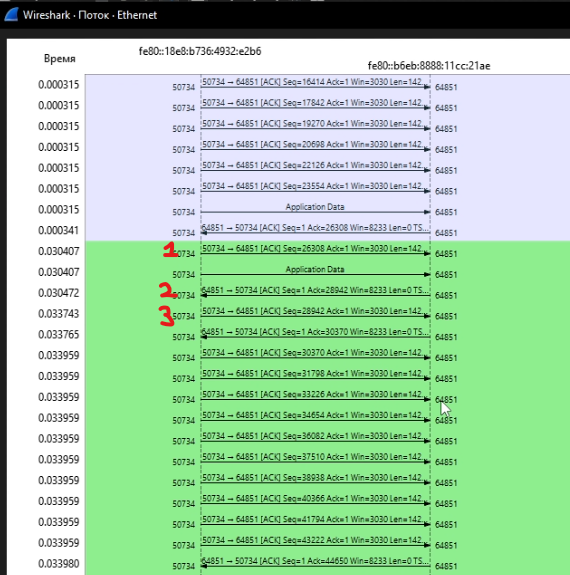 Wireshark · Поток · Ethernet
Время fe80::18e8:b736:4932:e2b6 fe80::b6eb:8888:11cc:21ae
0.000315 50734 50734 → 64851 [ACK] Seq=16414 Ack=1 Win=3030 Len=142... 64851
0.000315 50734 50734 → 64851 [ACK] Seq=17842 Ack=1 Win=3030 Len=142... 64851
0.000315 50734 50734 → 64851 [ACK] Seq=19270 Ack=1 Win=3030 Len=142... 64851
0.000315 50734 50734 → 64851 [ACK] Seq=20698 Ack=1 Win=3030 Len=142... 64851
0.000315 50734 50734 → 64851 [ACK] Seq=22126 Ack=1 Win=3030 Len=142... 64851
0.000315 50734 50734 → 64851 [ACK] Seq=23554 Ack=1 Win=3030 Len=142... 64851
0.000315 50734 Application Data 64851
0.000341 50734 64851 → 50734 [ACK] Seq=1 Ack=26308 Win=8233 Len=0 TS... 64851
0.030407 1 50734 50734 → 64851 [ACK] Seq=26308 Ack=1 Win=3030 Len=142... 64851
0.030407 50734 Application Data 64851
0.030472 2 50734 64851 → 50734 [ACK] Seq=1 Ack=28942 Win=8233 Len=0 TS... 64851
0.033743 3 50734 50734 → 64851 [ACK] Seq=28942 Ack=1 Win=3030 Len=142... 64851
0.033765 50734 64851 → 50734 [ACK] Seq=1 Ack=30370 Win=8233 Len=0 TS... 64851
0.033959 50734 50734 → 64851 [ACK] Seq=30370 Ack=1 Win=3030 Len=142... 64851
0.033959 50734 50734 → 64851 [ACK] Seq=31798 Ack=1 Win=3030 Len=142... 64851
0.033959 50734 50734 → 64851 [ACK] Seq=33226 Ack=1 Win=3030 Len=142... 64851
0.033959 50734 50734 → 64851 [ACK] Seq=34654 Ack=1 Win=3030 Len=142... 64851
0.033959 50734 50734 → 64851 [ACK] Seq=36082 Ack=1 Win=3030 Len=142... 64851
0.033959 50734 50734 → 64851 [ACK] Seq=37510 Ack=1 Win=3030 Len=142... 64851
0.033959 50734 50734 → 64851 [ACK] Seq=38938 Ack=1 Win=3030 Len=142... 64851
0.033959 50734 50734 → 64851 [ACK] Seq=40366 Ack=1 Win=3030 Len=142... 64851
0.033959 50734 50734 → 64851 [ACK] Seq=41794 Ack=1 Win=3030 Len=142... 64851
0.033959 50734 50734 → 64851 [ACK] Seq=43222 Ack=1 Win=3030 Len=142... 64851
0.033980 50734 64851 → 50734 [ACK] Seq=1 Ack=44650 Win=8233 Len=0 TS... 64851